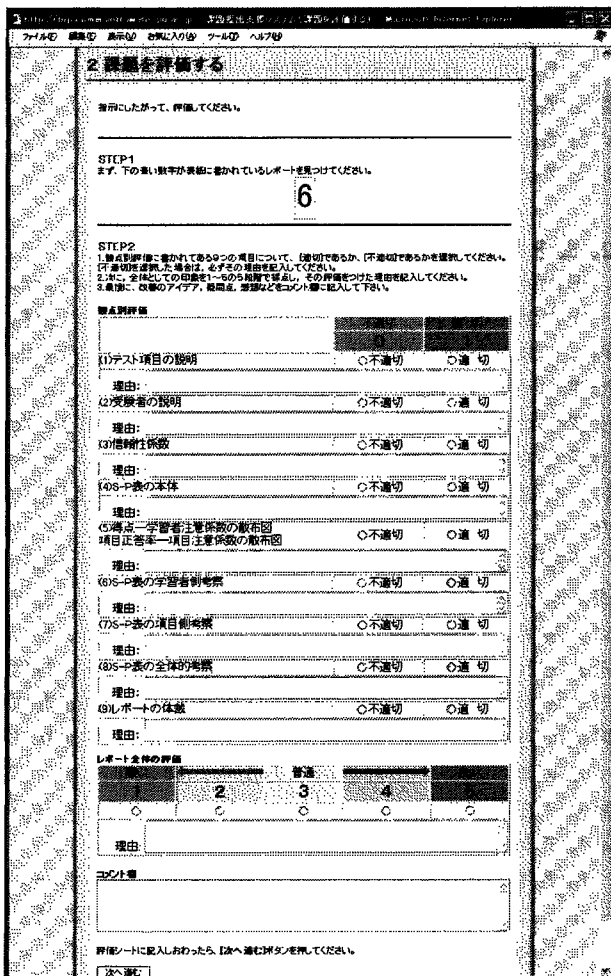 ファイル(F) 編集(E) 表示(V) お気に入り(A) ツール(T) ヘルプ(H)
2 課題を評価する
指示にしたがって、評価してください。
STEP1
まず、下の青い数字が表紙に書かれているレポートを見つけてください。
6
STEP2
1.観点別評価に書かれてある9つの項目について、[適切]であるか、[不適切]であるかを選択してください。
[不適切]を選択した場合は、必ずその理由を記入してください。
2.次に、全体としての印象を1~5の5段階で採点し、その評価をつけた理由を記入してください。
3.最後に、改善のアイデア、疑問点、感想などをコメント欄に記入して下さい。
観点別評価
0 1
(1)テスト項目の説明 不適切 適 切
理由:
(2)受験者の説明 不適切 適 切
理由:
(3)信頼性係数 不適切 適 切
理由:
(4)S-P表の本体 不適切 適 切
理由:
(5)得点―学習者注意係数の散布図
項目正答率―項目注意係数の散布図 不適切 適 切
理由:
(6)S-P表の学習者側考察 不適切 適 切
理由:
(7)S-P表の項目側考察 不適切 適 切
理由:
(8)S-P表の全体的考察 不適切 適 切
理由:
(9)レポートの体裁 不適切 適 切
理由:
レポート全体の評価
普通
1 2 3 4 5
理由:
コメント欄
評価シートに記入しおわったら、[次へ進む]ボタンを押してください。
次へ進む